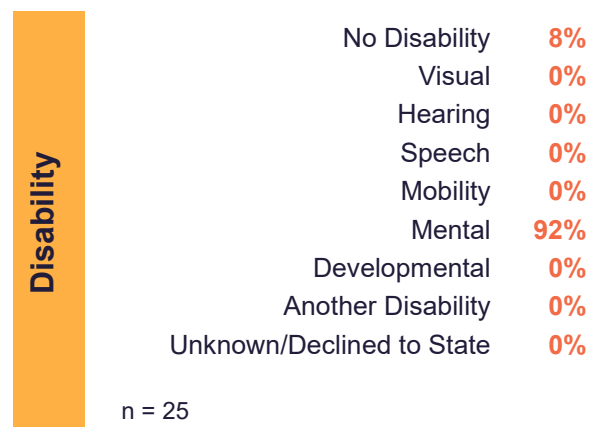 Disability
No Disability 8%
Visual 0%
Hearing 0%
Speech 0%
Mobility 0%
Mental 92%
Developmental 0%
Another Disability 0%
Unknown/Declined to State 0%
n = 25